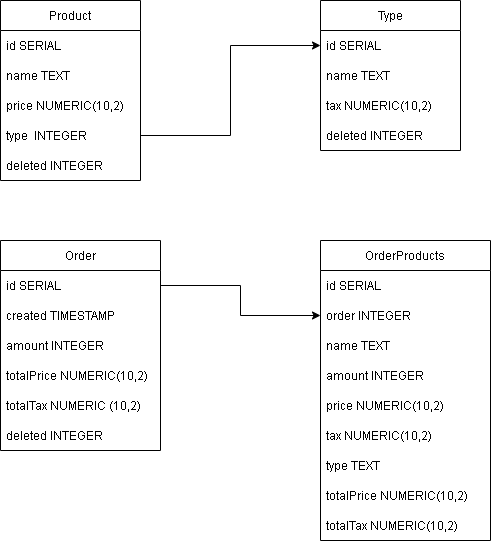 Product
id SERIAL
name TEXT
price NUMERIC(10,2)
type INTEGER
deleted INTEGER
Type
id SERIAL
name TEXT
tax NUMERIC(10,2)
deleted INTEGER
Order
id SERIAL
created TIMESTAMP
amount INTEGER
totalPrice NUMERIC(10,2)
totalTax NUMERIC (10,2)
deleted INTEGER
OrderProducts
id SERIAL
order INTEGER
name TEXT
amount INTEGER
price NUMERIC(10,2)
tax NUMERIC(10,2)
type TEXT
totalPrice NUMERIC(10,2)
totalTax NUMERIC(10,2)